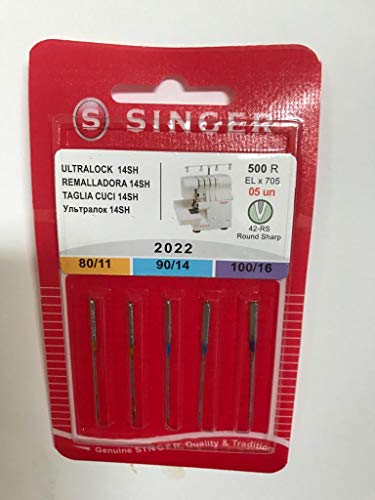 S SINGER
ULTRALOCK 14SH
REMALLADORA 14SH
TAGLIA CUCI 14SH
Ультралок 14SH
500 R
EL x 705
05 un
42-RS
Round Sharp
2022
80/11
90/14
100/16
Genuine SINGER Quality & Tradition